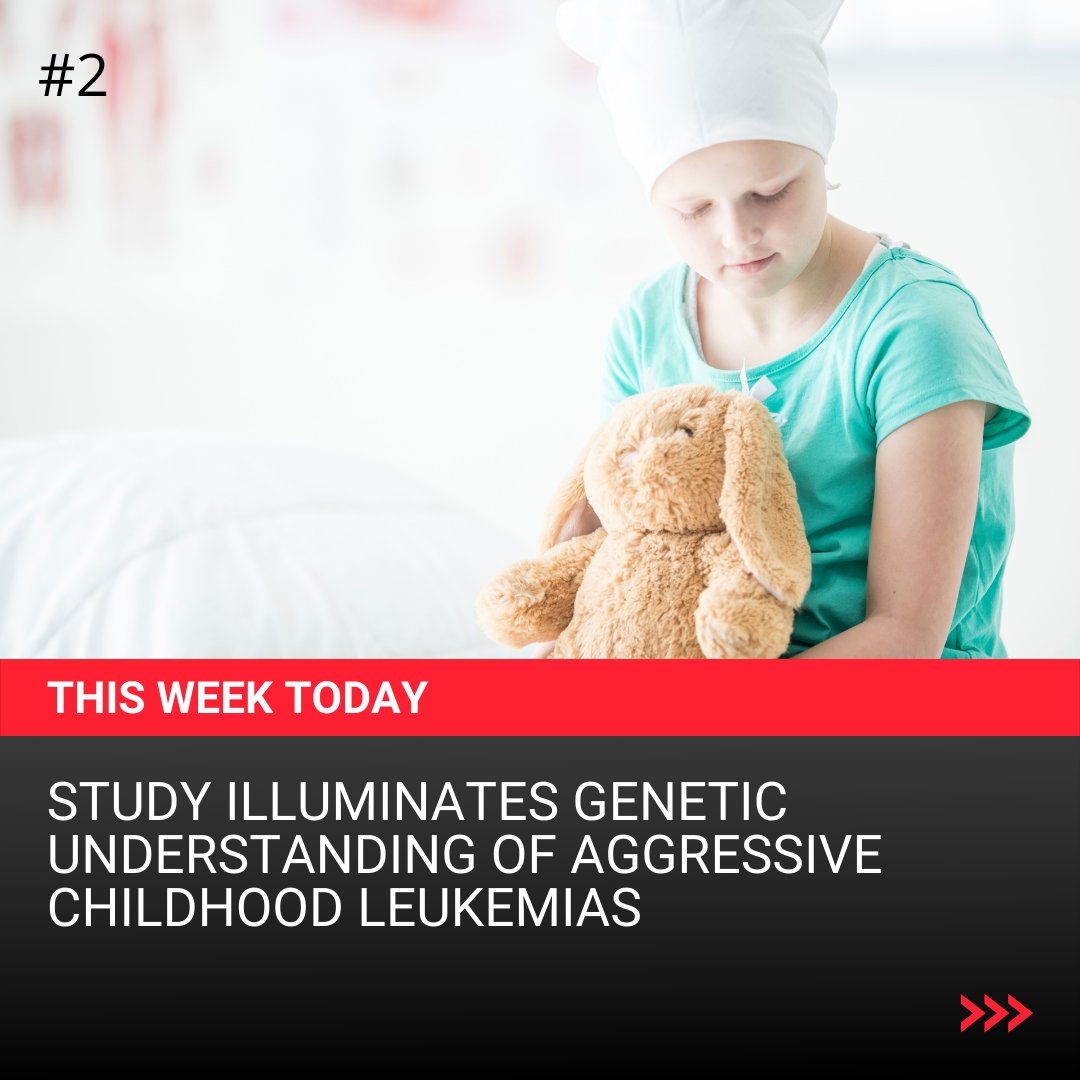 #2
THIS WEEK TODAY
STUDY ILLUMINATES GENETIC
UNDERSTANDING OF AGGRESSIVE
CHILDHOOD LEUKEMIAS